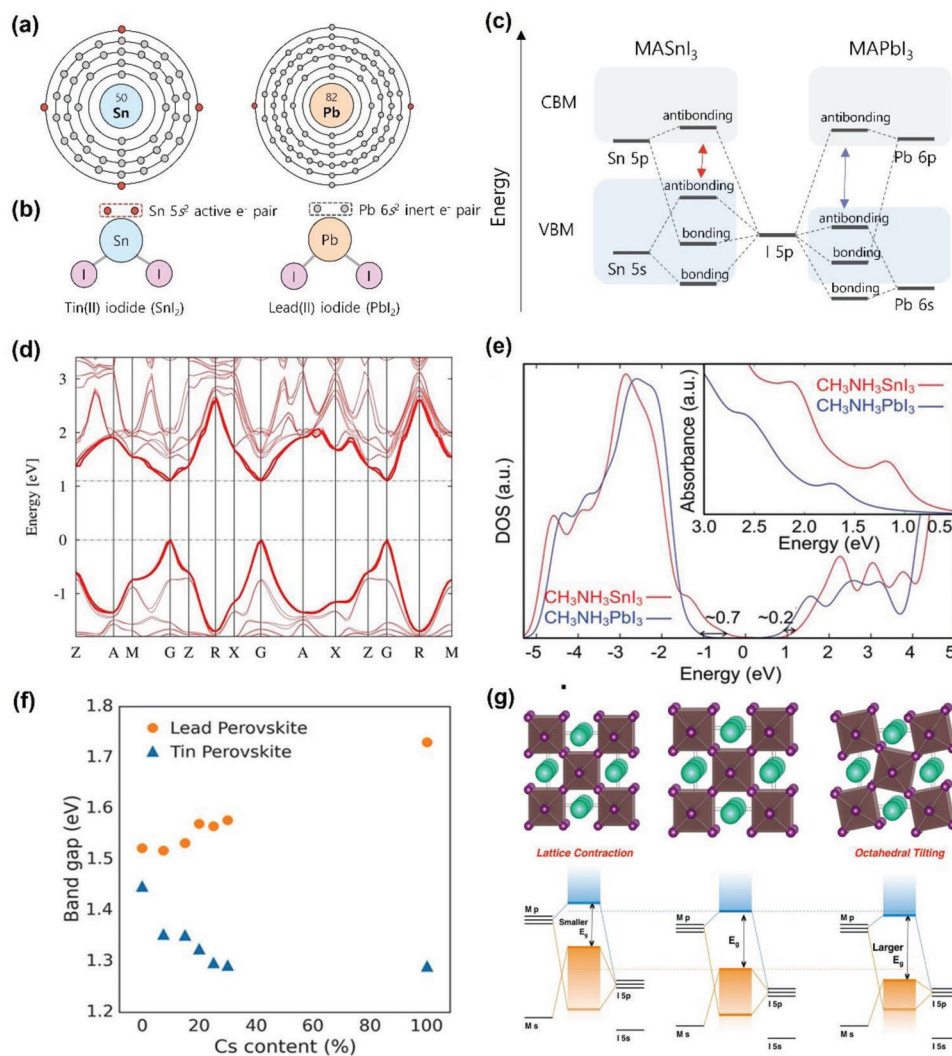 (a)
50
Sn
82
Pb
(b)
Sn 5s² active e⁻ pair
Pb 6s² inert e⁻ pair
Sn
I
I
Pb
I
I
Tin(II) iodide (SnI₂)
Lead(II) iodide (PbI₂)
(c)
MASnI₃
MAPbI₃
Energy
CBM
VBM
antibonding
Sn 5p
antibonding
Pb 6p
antibonding
bonding
Sn 5s
bonding
I 5p
antibonding
bonding
bonding
Pb 6s
(d)
Energy [eV]
3
2
1
0
-1
Z A M G Z R X G A X Z G R M
(e)
DOS (a.u.)
CH₃NH₃SnI₃
CH₃NH₃PbI₃
Absorbance (a.u.)
3.0 2.5 2.0 1.5 1.0 0.5
Energy (eV)
CH₃NH₃SnI₃
CH₃NH₃PbI₃
~0.7
~0.2
-5 -4 -3 -2 -1 0 1 2 3 4 5
Energy (eV)
(f)
Band gap (eV)
1.8
1.7
1.6
1.5
1.4
1.3
1.2
Lead Perovskite
Tin Perovskite
0 20 40 60 80 100
Cs content (%)
(g)
Lattice Contraction
Octahedral Tilting
M p
Smaller
E₉
I 5p
M s
I 5s
M p
E₉
I 5p
M s
I 5s
M p
Larger
E₉
I 5p
M s
I 5s